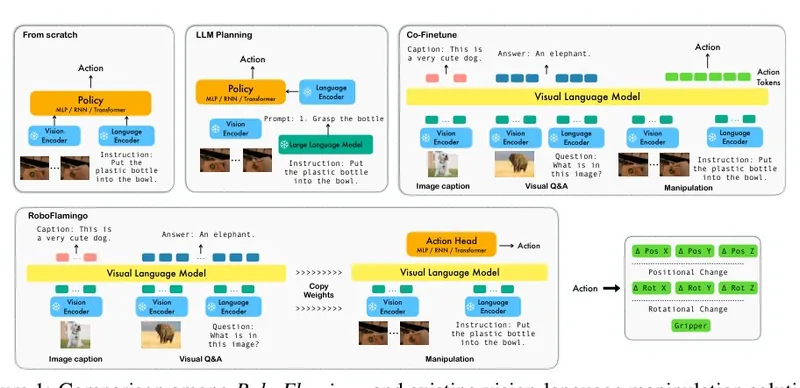 From scratch
Action
Policy
MLP / RNN / Transformer
Vision
Encoder
Language
Encoder
...
Instruction: Put
the plastic bottle
into the bowl.
LLM Planning
Action
Policy
MLP / RNN / Transformer
Language
Encoder
Prompt: 1. Grasp the bottle
Vision
Encoder
Large Language Model
...
Instruction: Put the
plastic bottle
into the bowl.
Co-Finetune
Caption: This is
a very cute dog.
...
Answer: An elephant.
...
Action
Action
Tokens
Visual Language Model
...
Vision
Encoder
Image caption
...
Vision
Encoder
...
Language
Encoder
Question:
What is in
this image?
Visual Q&A
...
Vision
Encoder
...
...
Language
Encoder
Instruction: Put
the plastic bottle
into the bowl.
Manipulation
RoboFlamingo
Caption: This is
a very cute dog.
...
Answer: An elephant.
...
Visual Language Model
...
Vision
Encoder
Image caption
...
Vision
Encoder
...
Language
Encoder
Question:
What is in
this image?
Visual Q&A
>>>>>>>>
Copy
Weights
>>>>>>>>
Action Head
MLP / RNN / Transformer
Action
Visual Language Model
...
Vision
Encoder
...
...
Language
Encoder
Instruction: Put
the plastic bottle
into the bowl.
Manipulation
Action
Δ Pos X Δ Pos Y Δ Pos Z
Positional Change
Δ Rot X Δ Rot Y Δ Rot Z
Rotational Change
Gripper